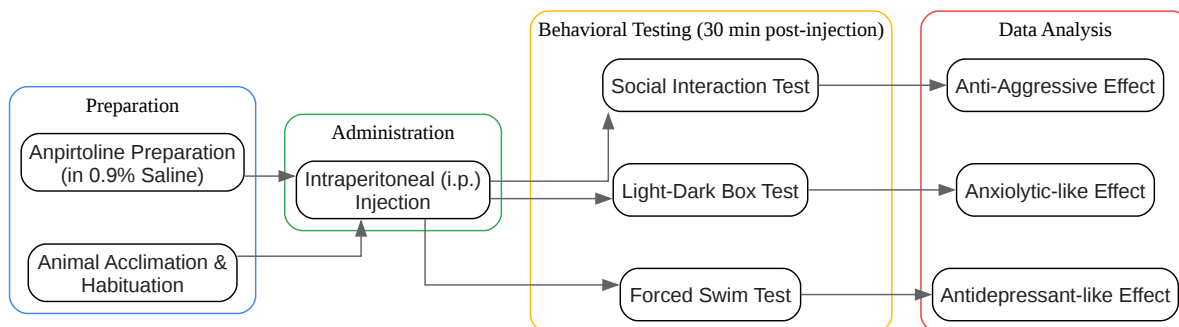 Preparation
Anpirtoline Preparation
(in 0.9% Saline)
Animal Acclimation &
Habituation
Administration
Intraperitoneal (i.p.)
Injection
Behavioral Testing (30 min post-injection)
Social Interaction Test
Light-Dark Box Test
Forced Swim Test
Data Analysis
Anti-Aggressive Effect
Anxiolytic-like Effect
Antidepressant-like Effect